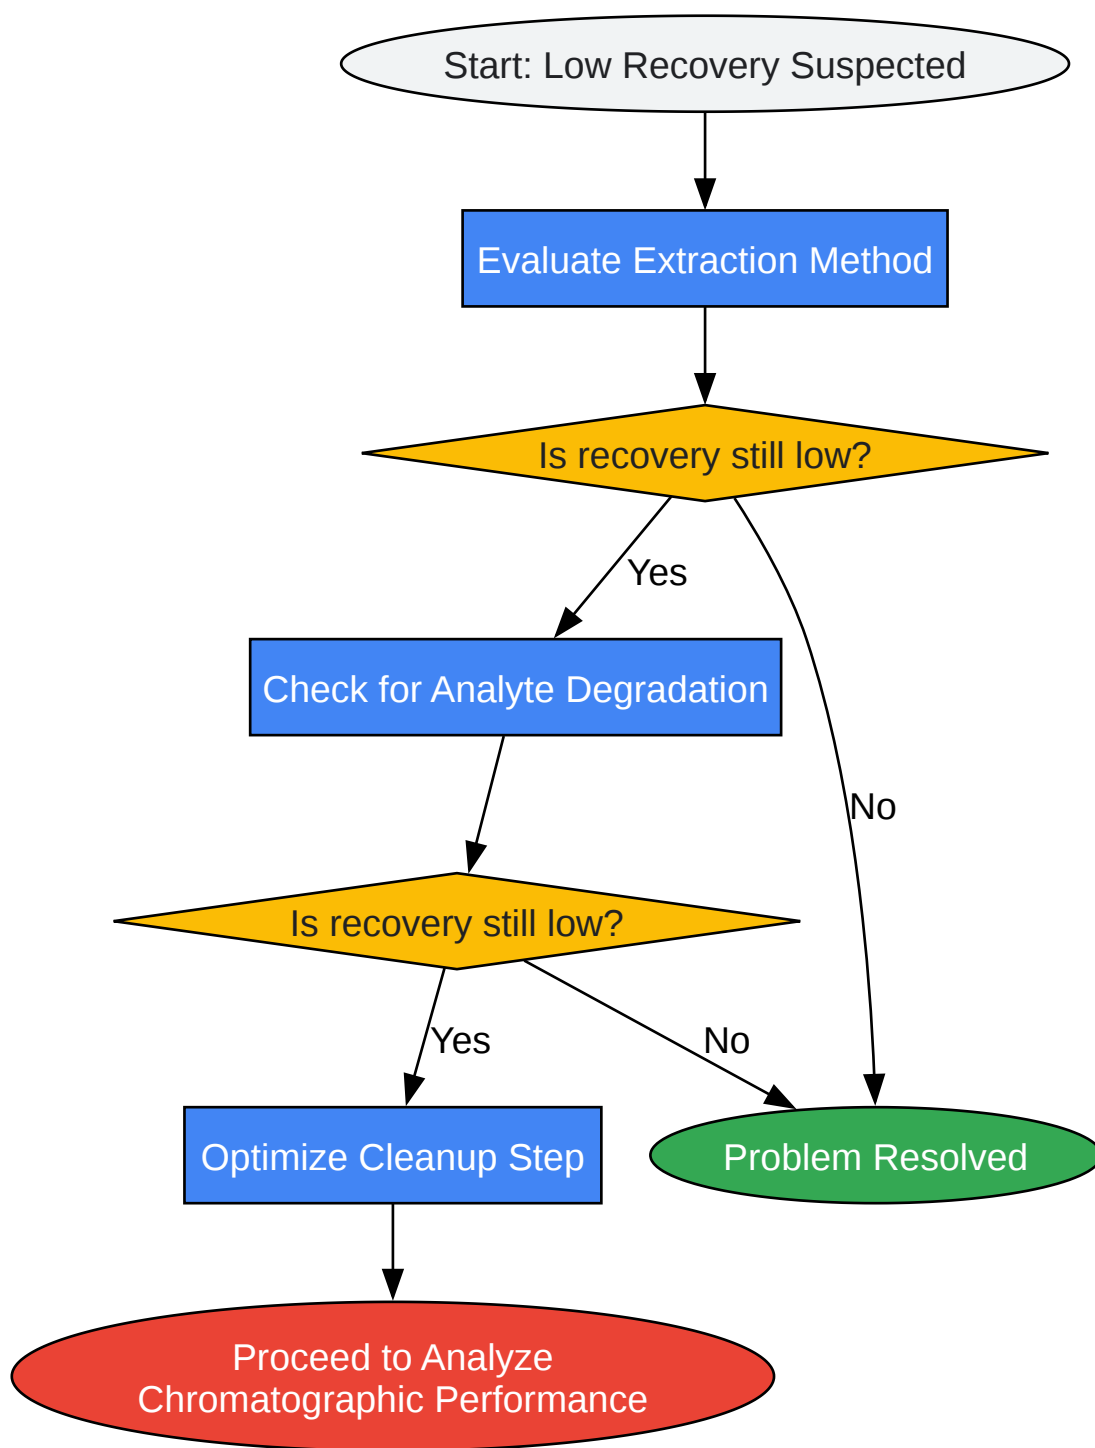 Start: Low Recovery Suspected
Evaluate Extraction Method
Is recovery still low?
Yes
Check for Analyte Degradation
No
Is recovery still low?
Yes
No
Optimize Cleanup Step
Problem Resolved
Proceed to Analyze
Chromatographic Performance